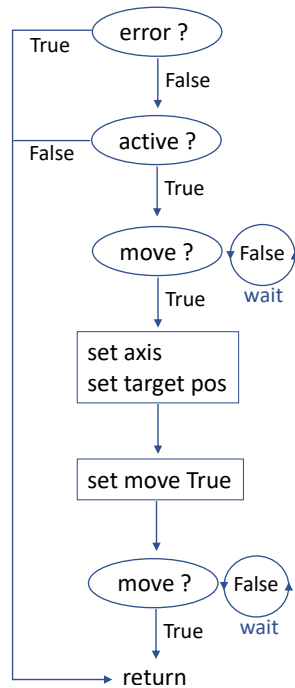 error ?
True
False
active ?
False
True
move ?
False
wait
True
set axis
set target pos
set move True
move ?
False
wait
True
return